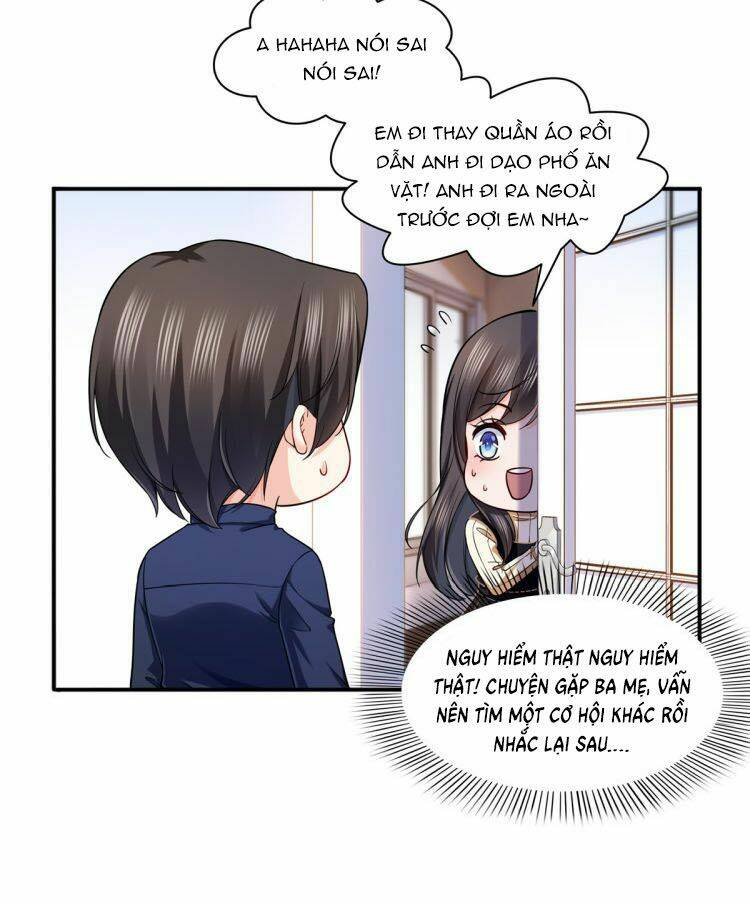 A HAHAHA NÓI SAI
NÓI SAI!
EM ĐI THAY QUẦN ÁO RỒI
DẪN ANH ĐI DẠO PHỐ ĂN
VẶT! ANH ĐI RA NGOÀI
TRƯỚC ĐỢI EM NHA~
NGUY HIỂM THẬT NGUY HIỂM
THẬT! CHUYỆN GẶP BA MẸ, VẪN
NÊN TÌM MỘT CƠ HỘI KHÁC RỒI
NHẮC LẠI SAU....